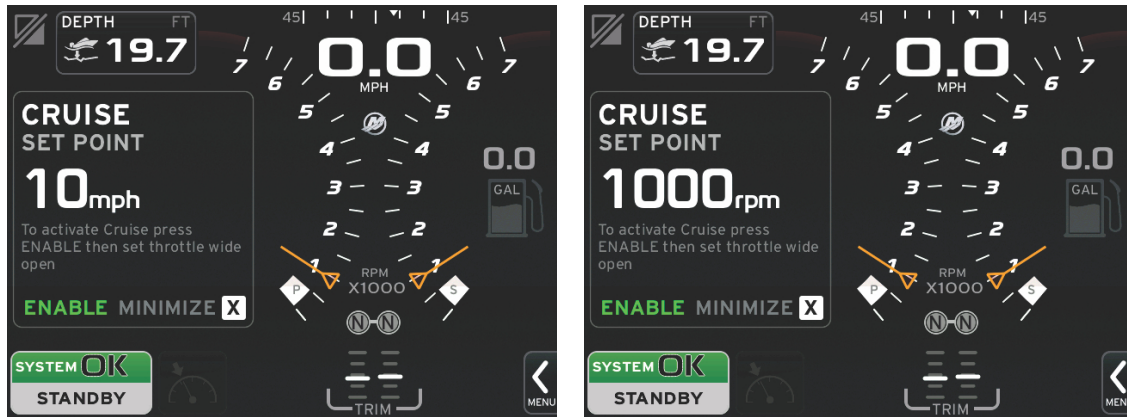 DEPTH FT
19.7
45 45
0.0
MPH
7 7
6 6
5 5
4 4
3 3
2 2
1 1
RPM
X1000
P S
N N
TRIM
CRUISE
SET POINT
10mph
To activate Cruise press
ENABLE then set throttle wide
open
ENABLE MINIMIZE X
0.0
GAL
SYSTEM OK
STANDBY
MENU
DEPTH FT
19.7
45 45
0.0
MPH
7 7
6 6
5 5
4 4
3 3
2 2
1 1
RPM
X1000
P S
N N
TRIM
CRUISE
SET POINT
1000rpm
To activate Cruise press
ENABLE then set throttle wide
open
ENABLE MINIMIZE X
0.0
GAL
SYSTEM OK
STANDBY
MEN